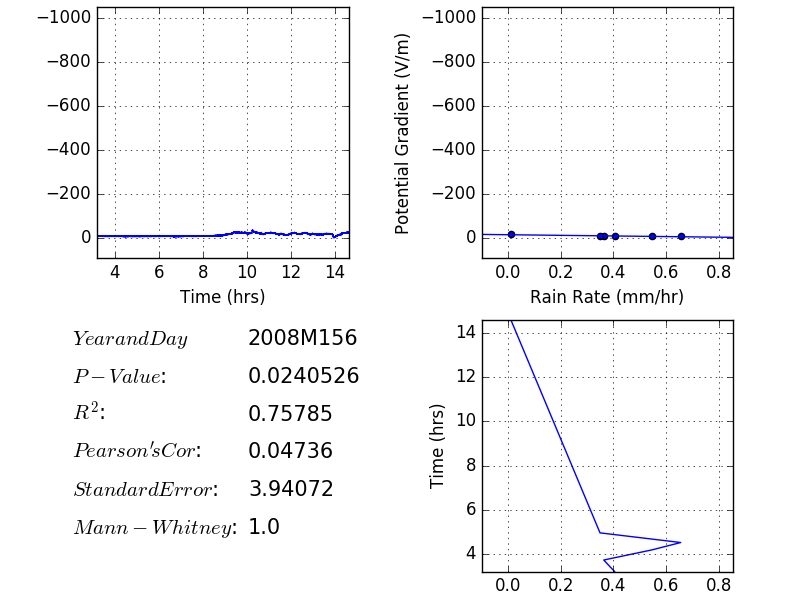 −1000
−800
−600
−400
−200
0
4 6 8 10 12 14
Time (hrs)
Potential Gradient (V/m)
−1000
−800
−600
−400
−200
0
0.0 0.2 0.4 0.6 0.8
Rain Rate (mm/hr)
YearandDay 2008M156
P−Value: 0.0240526
R²: 0.75785
Pearson'sCor: 0.04736
StandardError: 3.94072
Mann−Whitney: 1.0
Time (hrs)
14
12
10
8
6
4
0.0 0.2 0.4 0.6 0.8